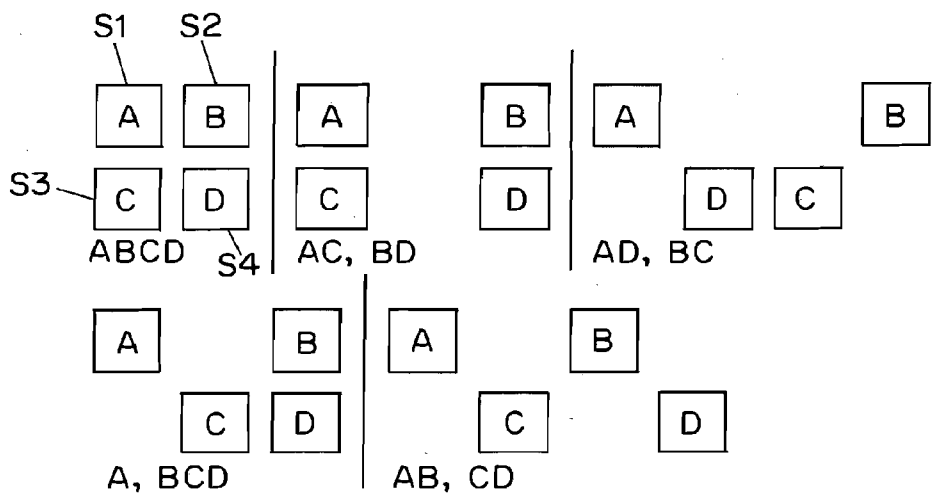 S1 S2
A B A B A B
S3 C D C D D C
ABCD S4 AC, BD AD, BC
A B A B
C D C D
A, BCD AB, CD